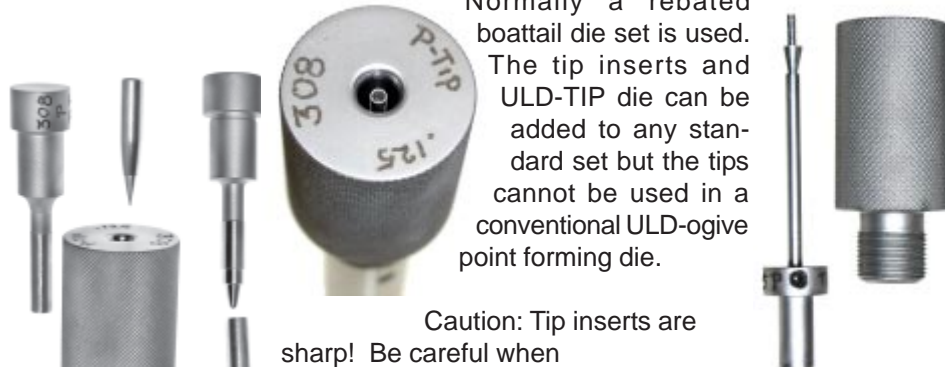 Normally a rebated
boattail die set is used.
The tip inserts and
ULD-TIP die can be
added to any stan-
dard set but the tips
cannot be used in a
conventional ULD-ogive
point forming die.
Caution: Tip inserts are
sharp! Be careful when
308
P-TIP
.125
308